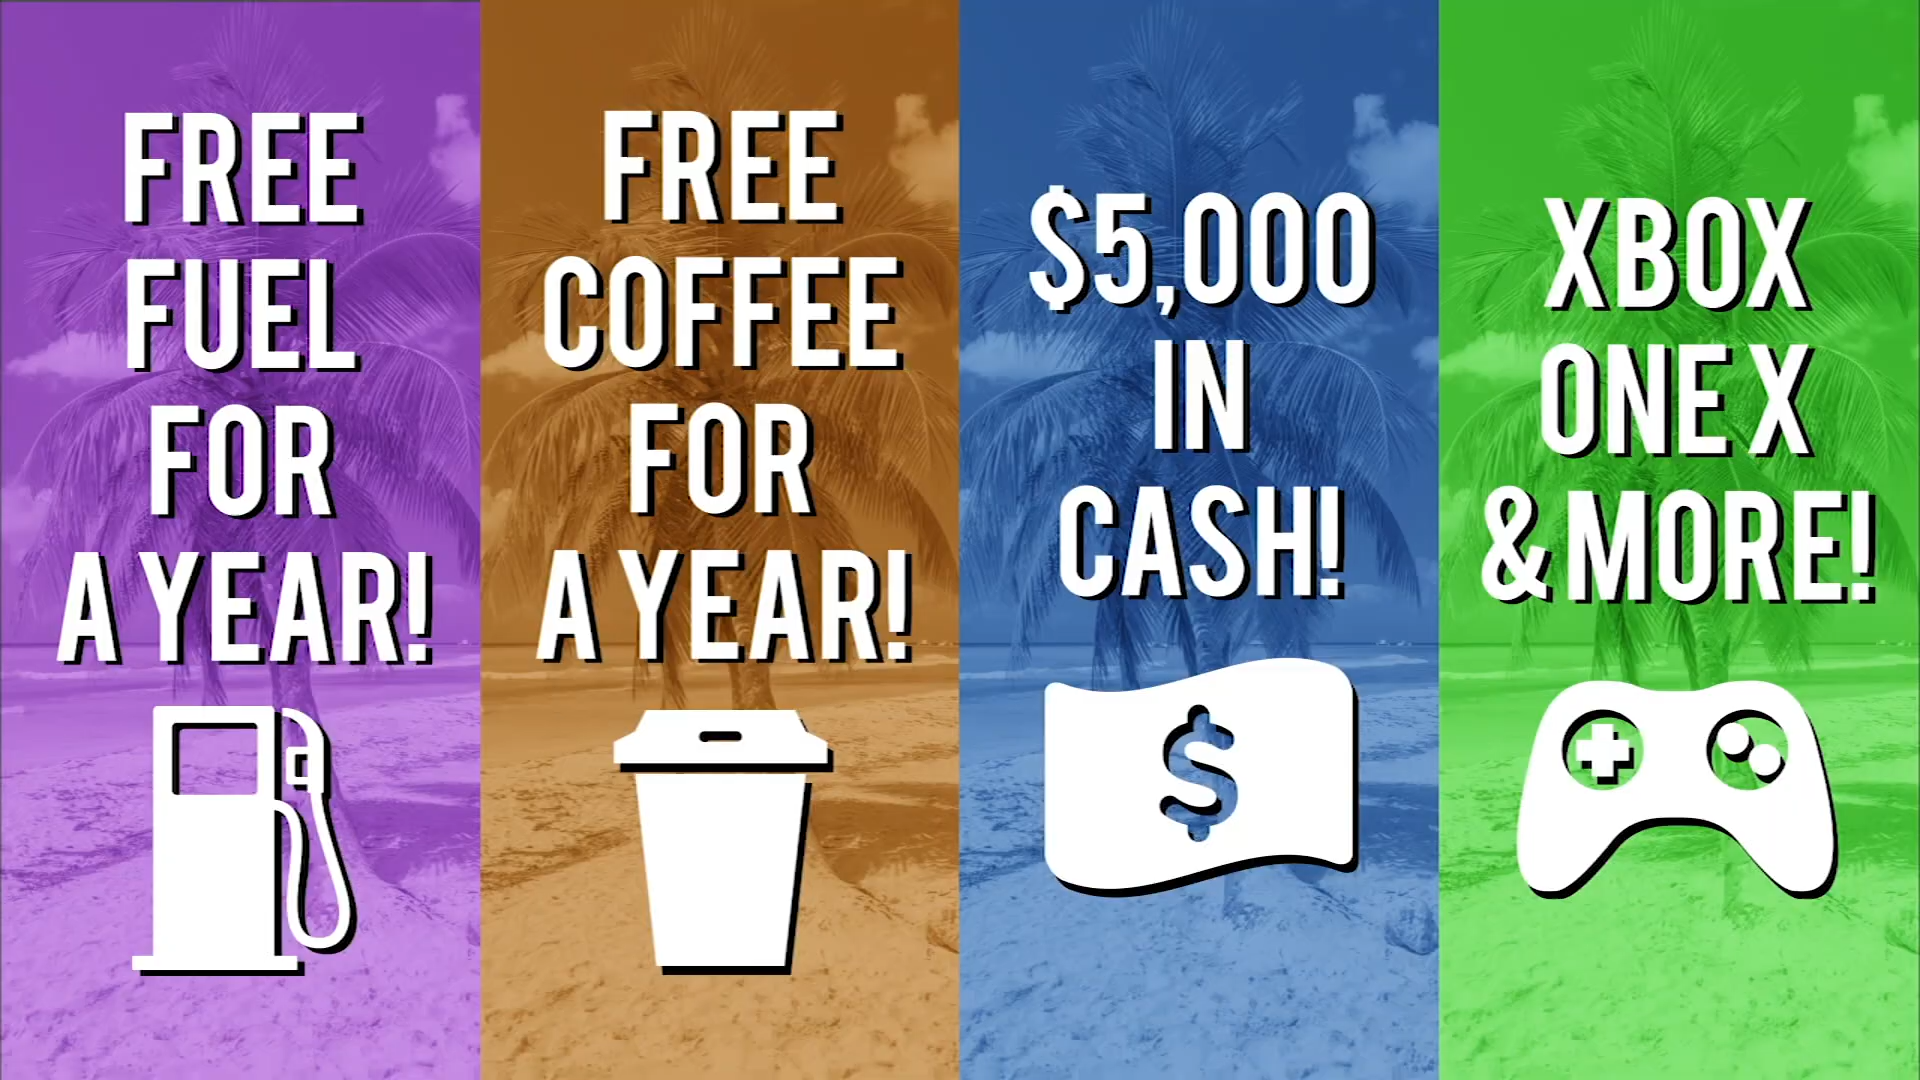 FREE
FUEL
FOR
A YEAR!
FREE
COFFEE
FOR
A YEAR!
$5,000
IN
CASH!
XBOX
ONE X
& MORE!
$